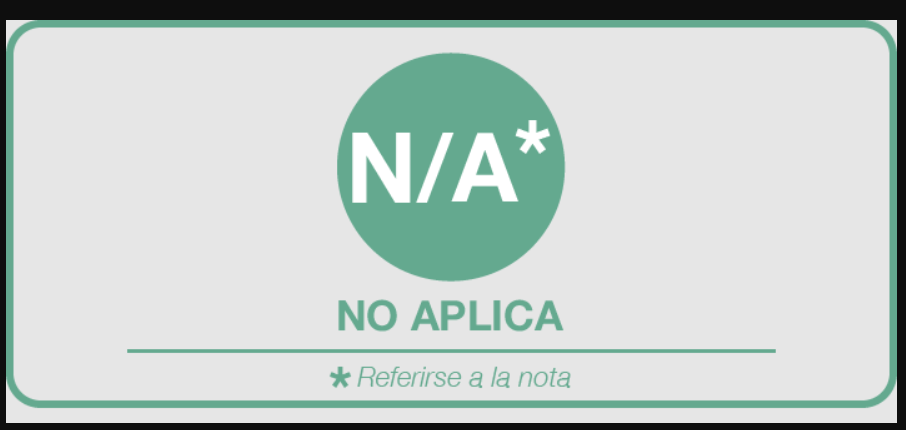 N/A*
NO APLICA
* Referirse a la nota